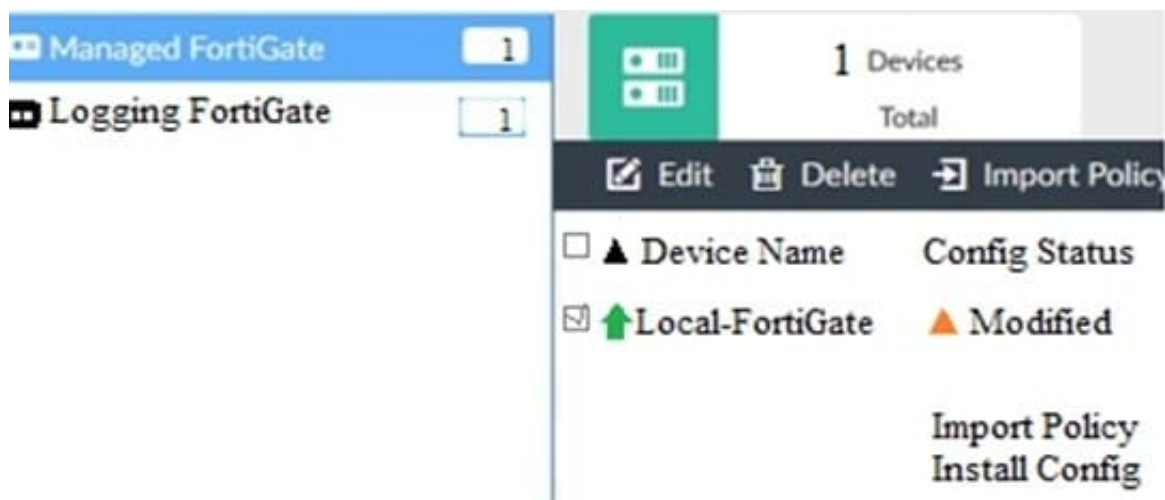 Managed FortiGate 1
Logging FortiGate 1
1 Devices
Total
Edit Delete Import Policy
Device Name Config Status
Local-FortiGate Modified
Import Policy
Install Config